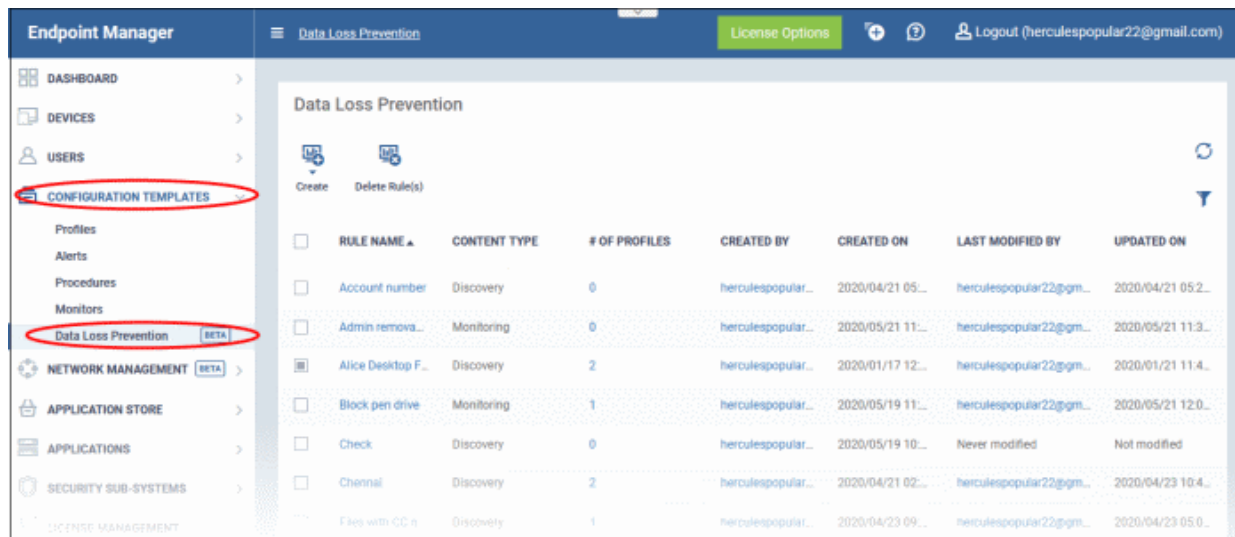 Endpoint Manager
Data Loss Prevention
License Options
Logout (herculespopular22@gmail.com)
DASHBOARD
DEVICES
USERS
CONFIGURATION TEMPLATES
Profiles
Alerts
Procedures
Monitors
Data Loss Prevention BETA
NETWORK MANAGEMENT BETA
APPLICATION STORE
APPLICATIONS
SECURITY SUB-SYSTEMS
LICENSE MANAGEMENT
Data Loss Prevention
Create Delete Rule(s)
RULE NAME CONTENT TYPE # OF PROFILES CREATED BY CREATED ON LAST MODIFIED BY UPDATED ON
Account number Discovery 0 herculespopular... 2020/04/21 05:... herculespopular22@gm... 2020/04/21 05:2...
Admin remova... Monitoring 0 herculespopular... 2020/05/21 11:... herculespopular22@gm... 2020/05/21 11:3...
Alice Desktop F... Discovery 2 herculespopular... 2020/01/17 12:... herculespopular22@gm... 2020/01/21 11:4...
Block pen drive Monitoring 1 herculespopular... 2020/05/19 11:... herculespopular22@gm... 2020/05/21 12:0...
Check Discovery 0 herculespopular... 2020/05/19 10:... Never modified Not modified
Chennai Discovery 2 herculespopular... 2020/04/21 02:... herculespopular22@gm... 2020/04/23 10:4...
Files with CC n... Discovery 1 herculespopular... 2020/04/23 09:... herculespopular22@gm... 2020/04/23 05:0...